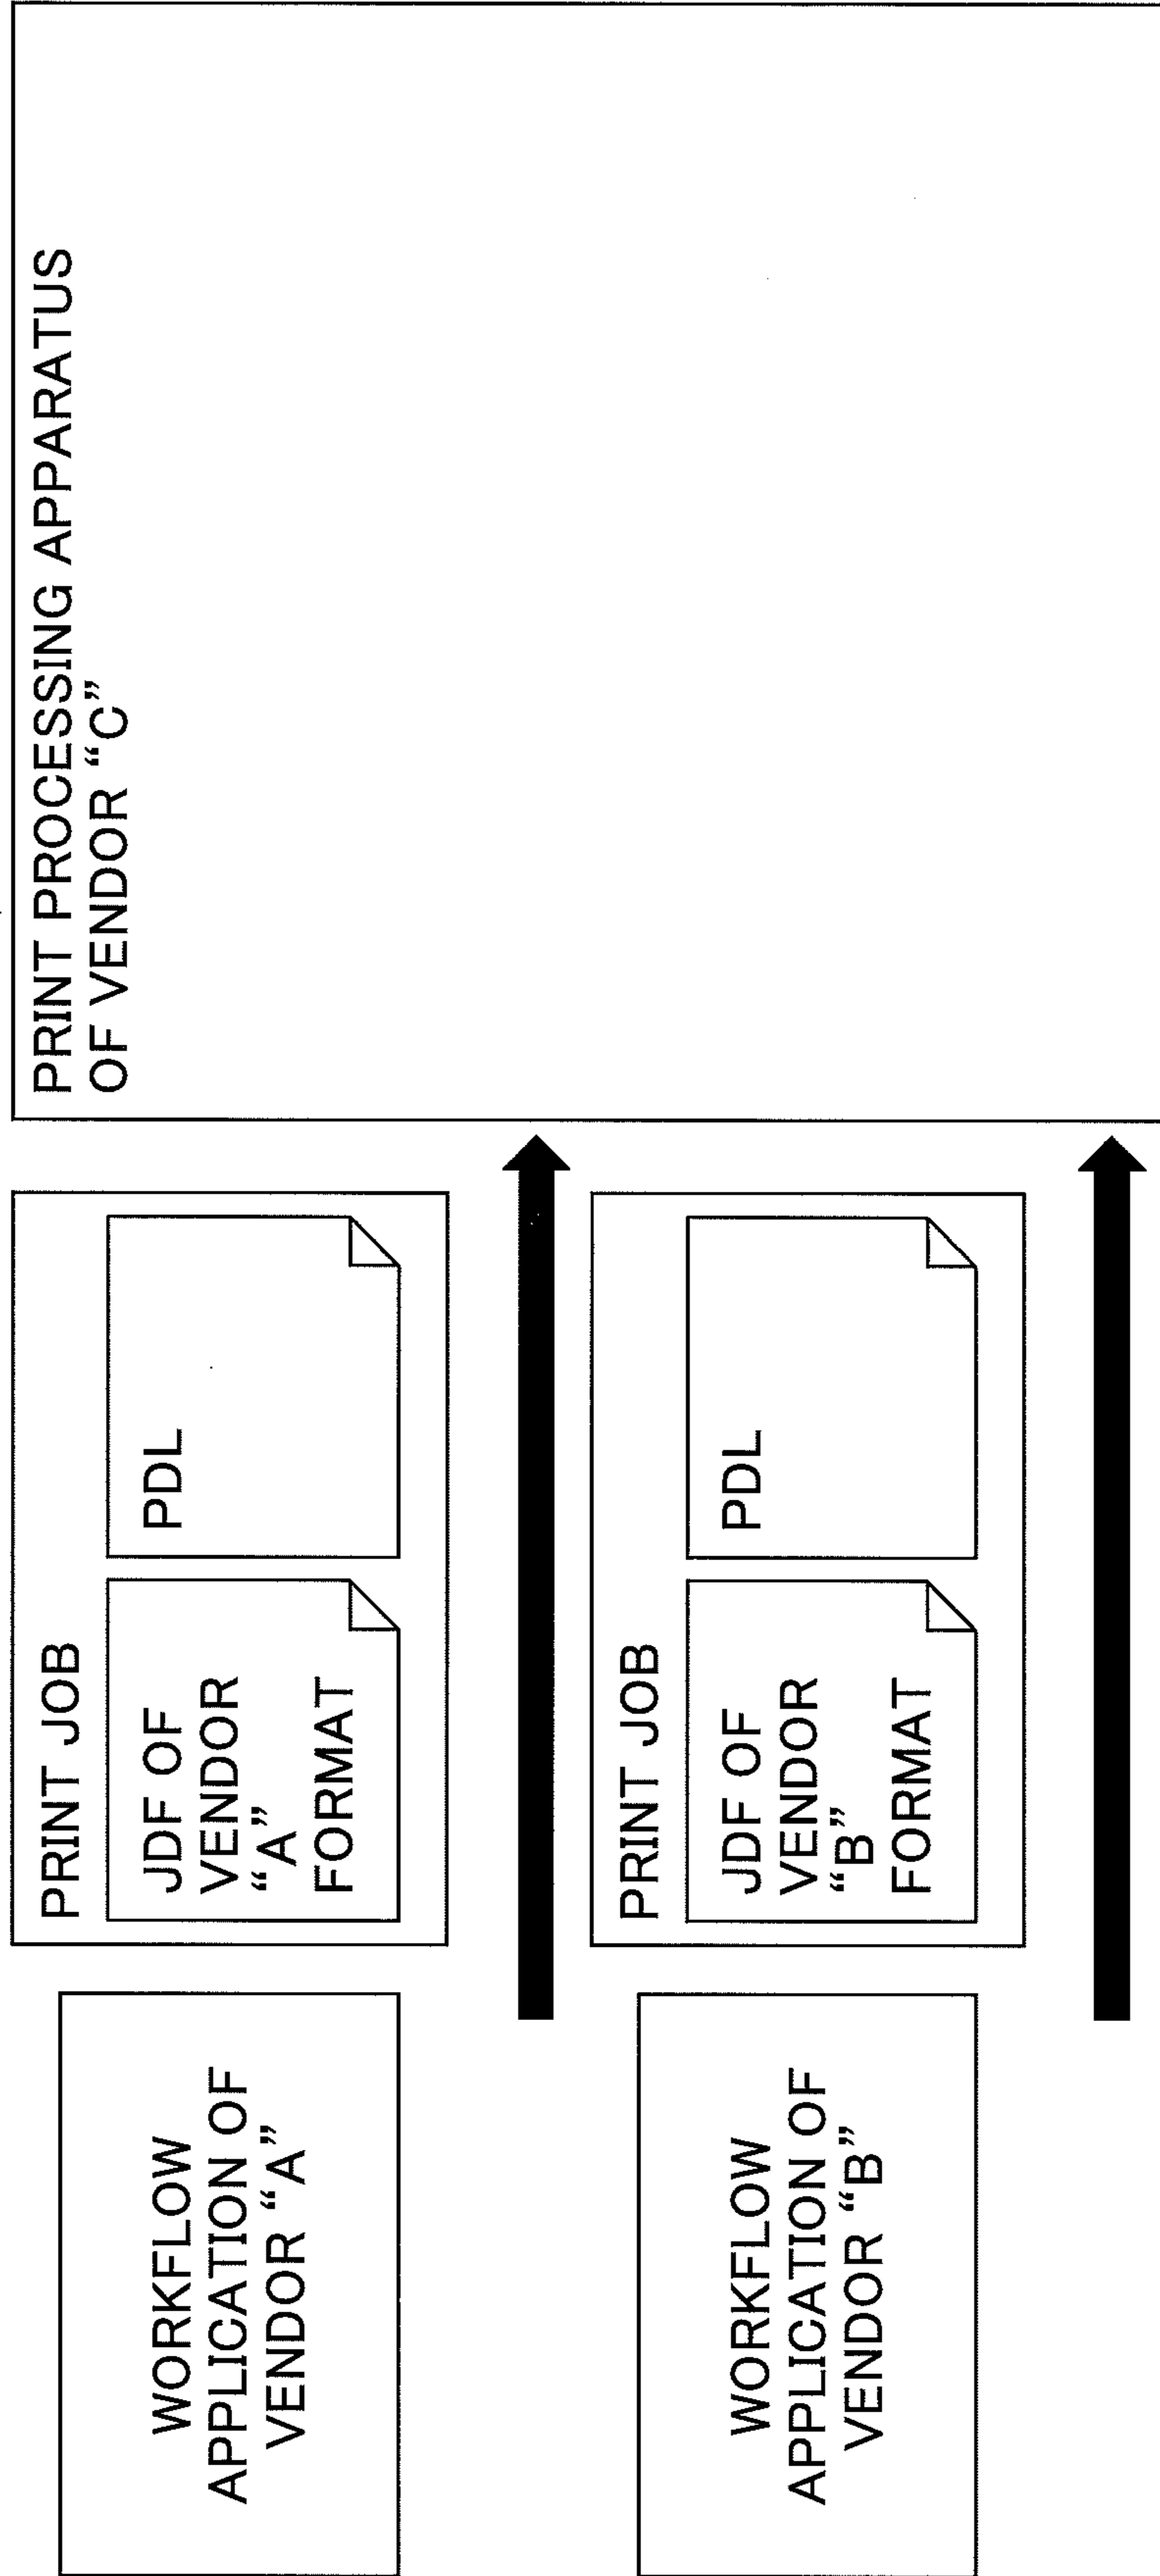 WORKFLOW
APPLICATION OF
VENDOR “A”
PRINT JOB
JDF OF
VENDOR
“A”
FORMAT
PDL
PRINT PROCESSING APPARATUS
OF VENDOR “C”
WORKFLOW
APPLICATION OF
VENDOR “B”
PRINT JOB
JDF OF
VENDOR
“B”
FORMAT
PDL